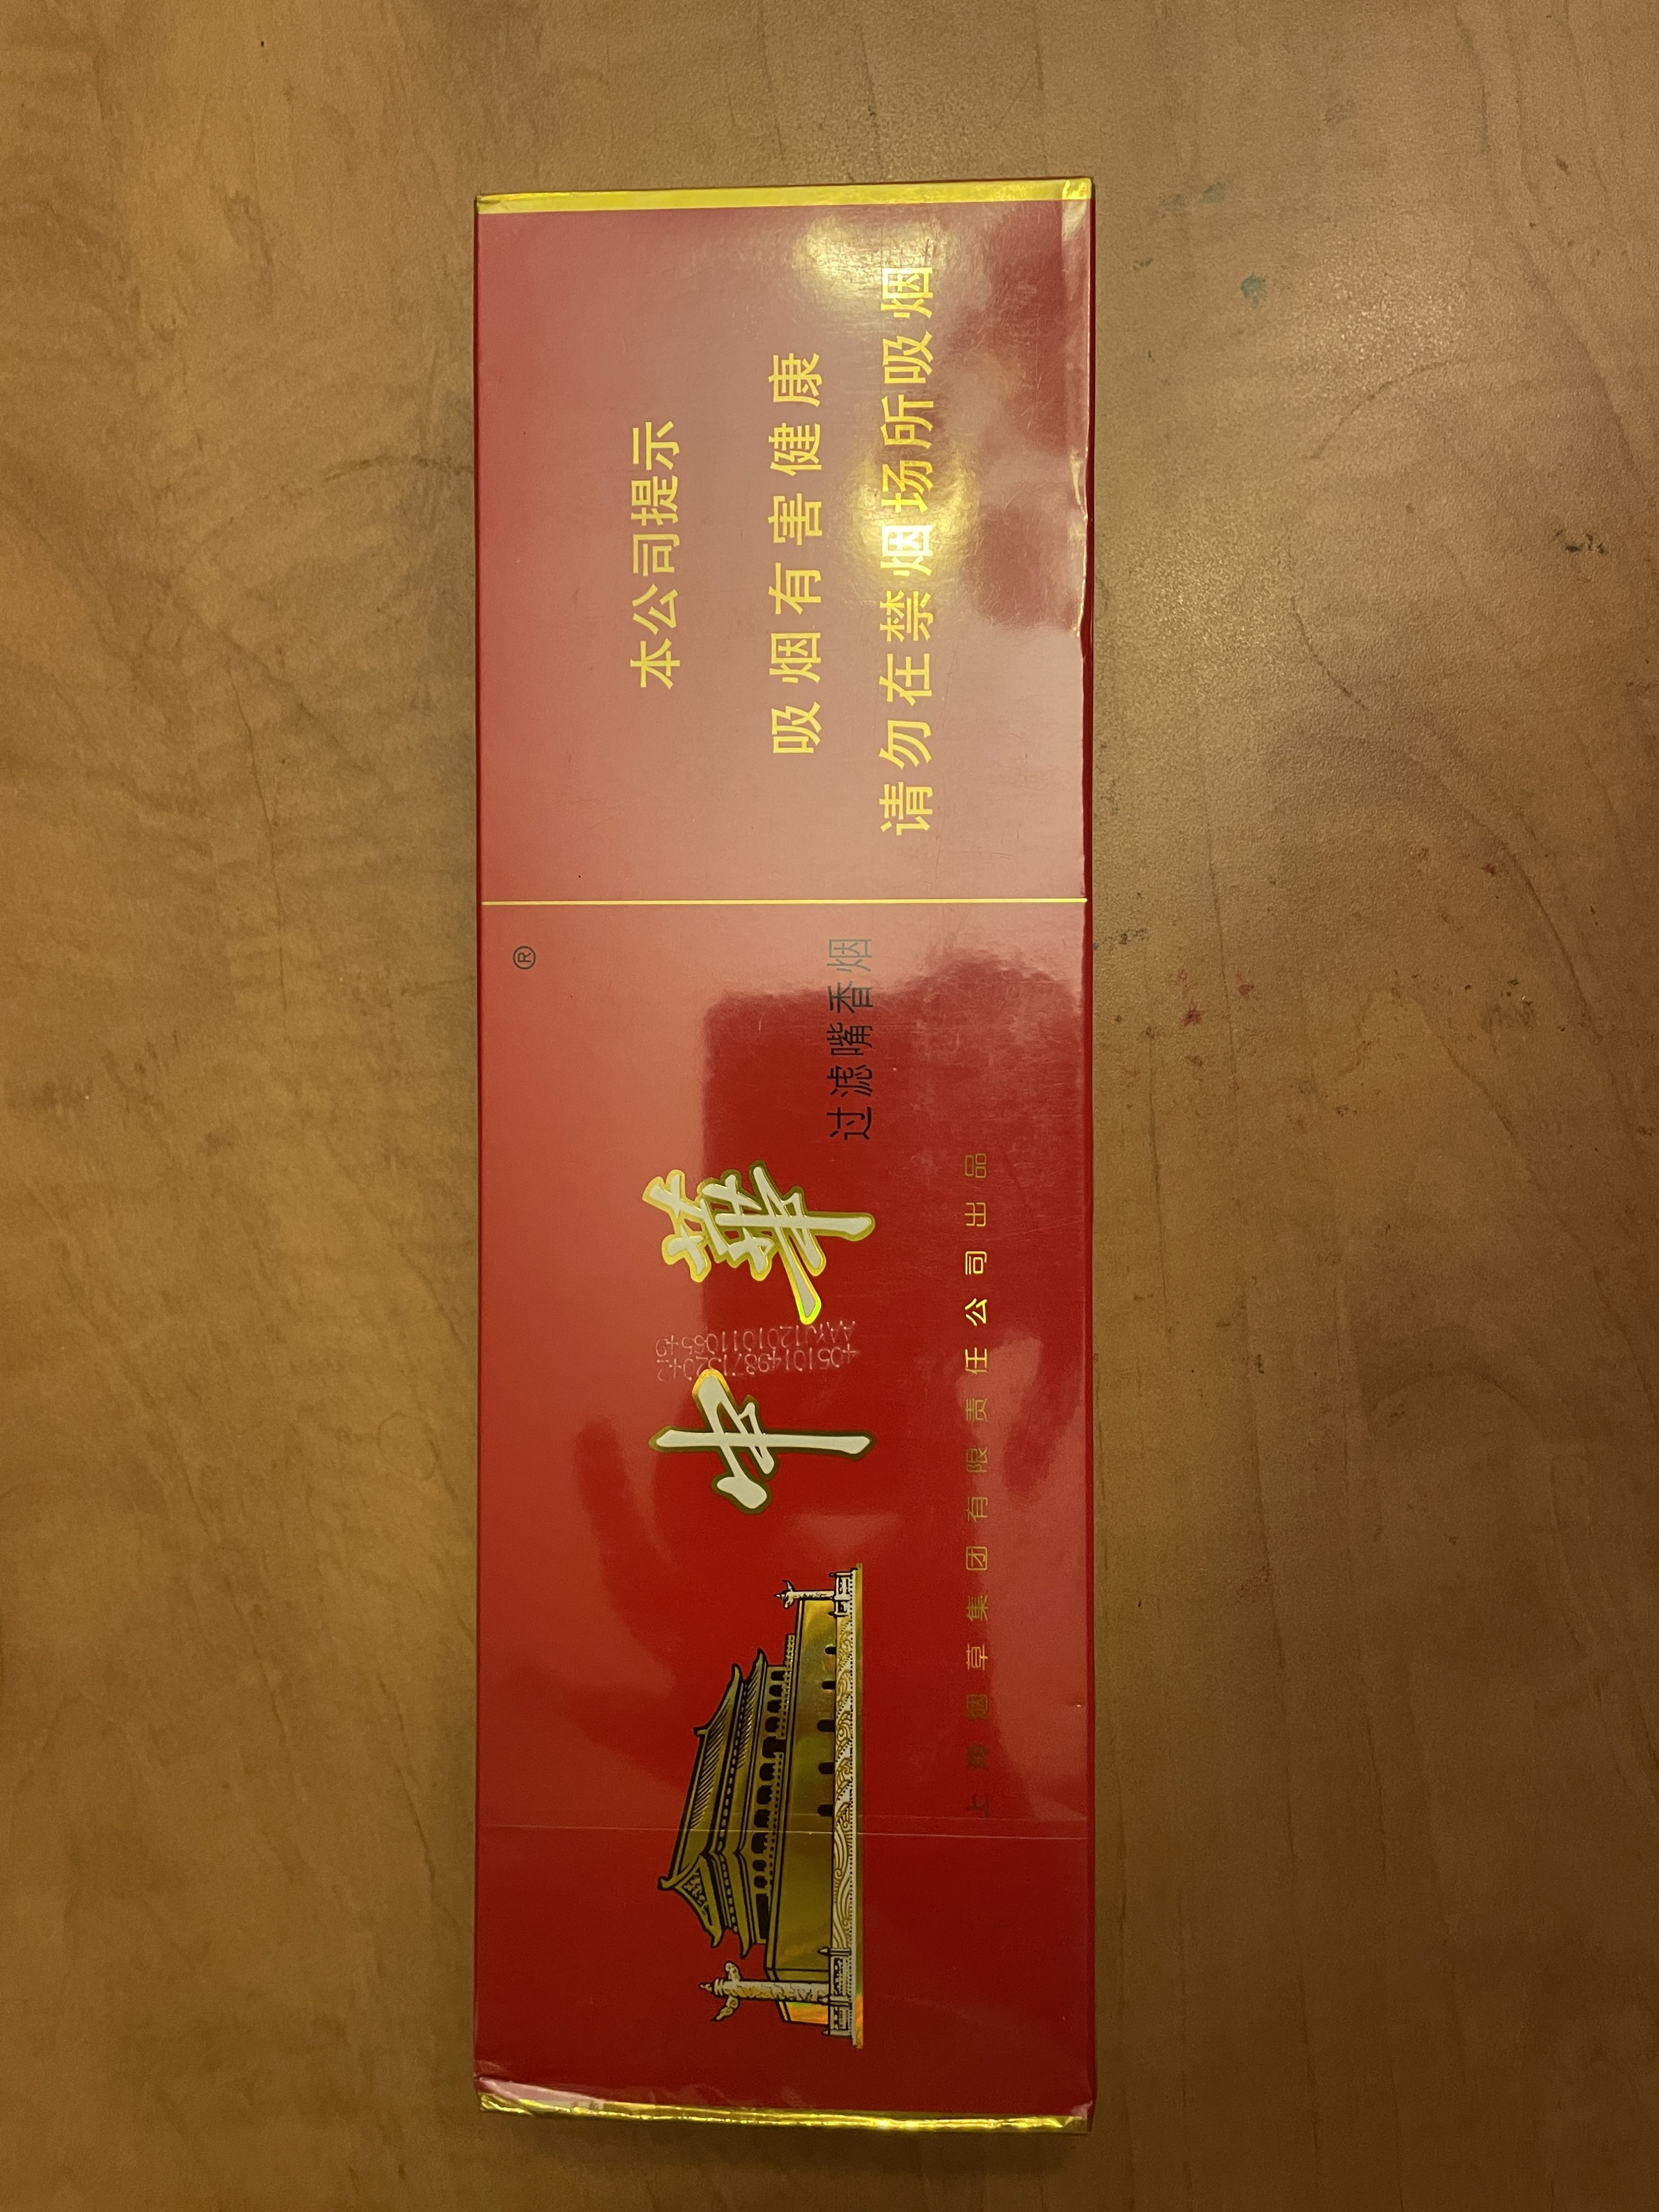 ®
中華
过滤嘴香烟
上海烟草集团有限责任公司出品
本公司提示
吸烟有害健康
请勿在禁烟场所吸烟